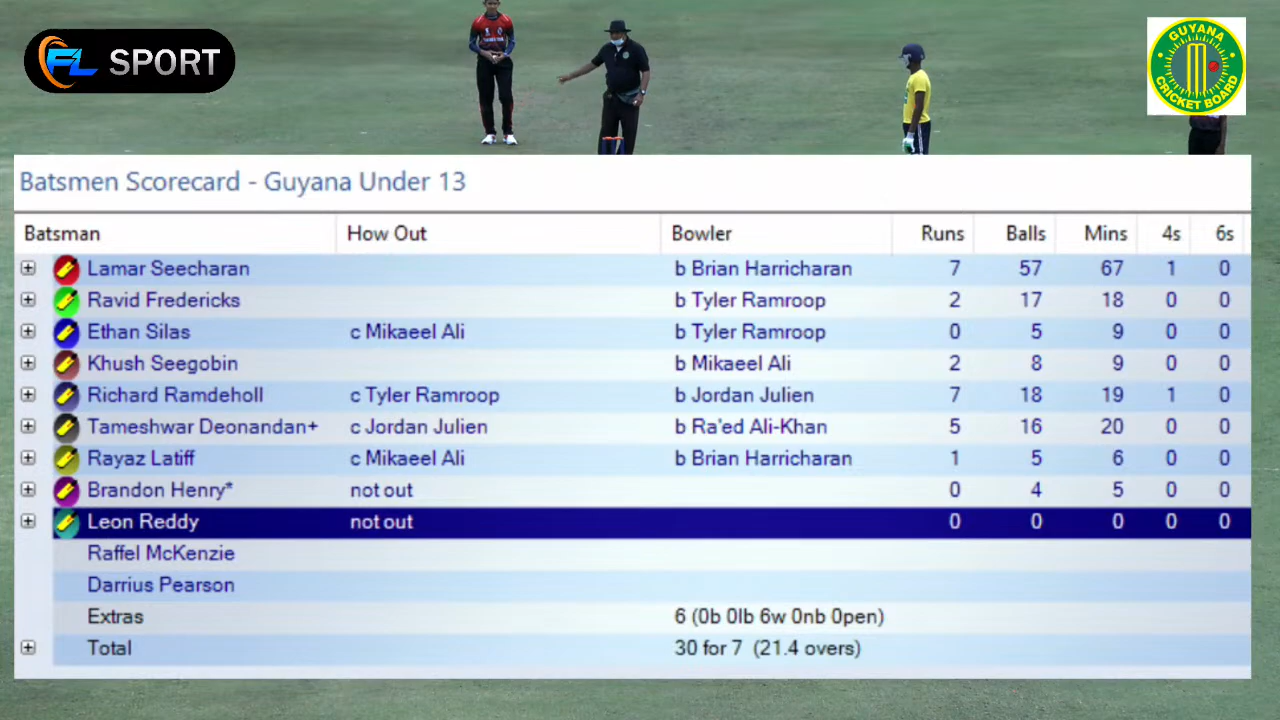 FL SPORT
GUYANA
CRICKET BOARD
Batsmen Scorecard - Guyana Under 13
Batsman How Out Bowler Runs Balls Mins 4s 6s
Lamar Seecharan b Brian Harricharan 7 57 67 1 0
Ravid Fredericks b Tyler Ramroop 2 17 18 0 0
Ethan Silas c Mikaeel Ali b Tyler Ramroop 0 5 9 0 0
Khush Seegobin b Mikaeel Ali 2 8 9 0 0
Richard Ramdeholl c Tyler Ramroop b Jordan Julien 7 18 19 1 0
Tameshwar Deonandan+ c Jordan Julien b Ra'ed Ali-Khan 5 16 20 0 0
Rayaz Latiff c Mikaeel Ali b Brian Harricharan 1 5 6 0 0
Brandon Henry* not out 0 4 5 0 0
Leon Reddy not out 0 0 0 0 0
Raffel McKenzie
Darrius Pearson
Extras 6 (0b 0lb 6w 0nb 0pen)
Total 30 for 7 (21.4 overs)